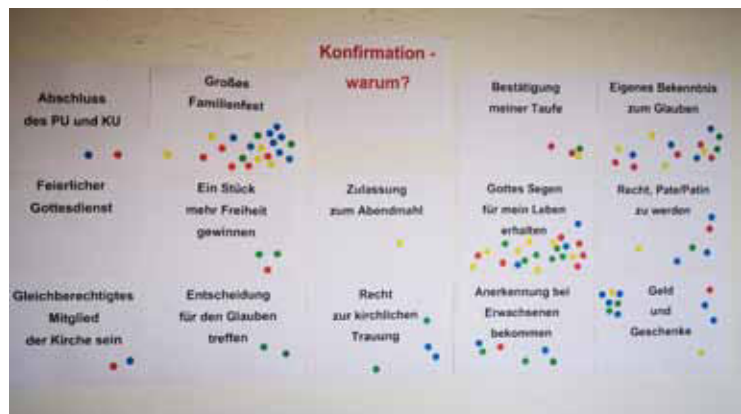 Konfirmation -
warum?
Abschluss
des PU und KU
Großes
Familienfest
Bestätigung
meiner Taufe
Eigenes Bekenntnis
zum Glauben
Feierlicher
Gottesdienst
Ein Stück
mehr Freiheit
gewinnen
Zulassung
zum Abendmahl
Gottes Segen
für mein Leben
erhalten
Recht, Pate/Patin
zu werden
Gleichberechtigtes
Mitglied
der Kirche sein
Entscheidung
für den Glauben
treffen
Recht
zur kirchlichen
Trauung
Anerkennung bei
Erwachsenen
bekommen
Geld
und
Geschenke